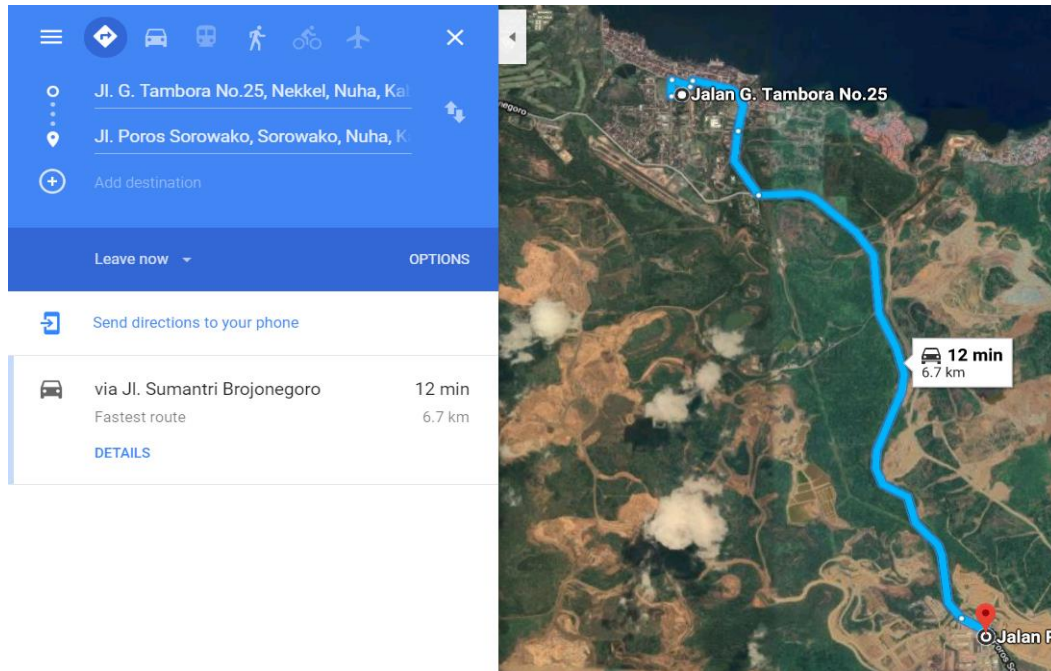 Jl. G. Tambora No.25, Nekkel, Nuha, Kab
Jl. Poros Sorowako, Sorowako, Nuha, K
Add destination
Leave now
OPTIONS
Send directions to your phone
via Jl. Sumantri Brojonegoro
12 min
Fastest route
6.7 km
DETAILS
Jalan G. Tambora No.25
12 min
6.7 km
Jalan